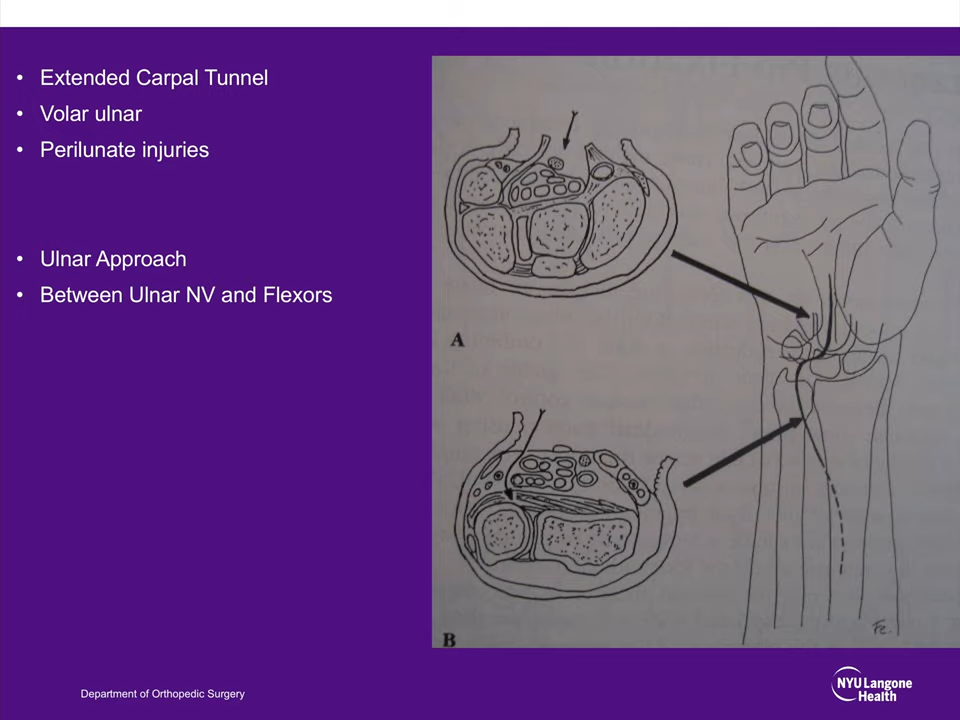 Extended Carpal Tunnel
Volar ulnar
Perilunate injuries
Ulnar Approach
Between Ulnar NV and Flexors
A
B
Department of Orthopedic Surgery
NYU Langone
Health